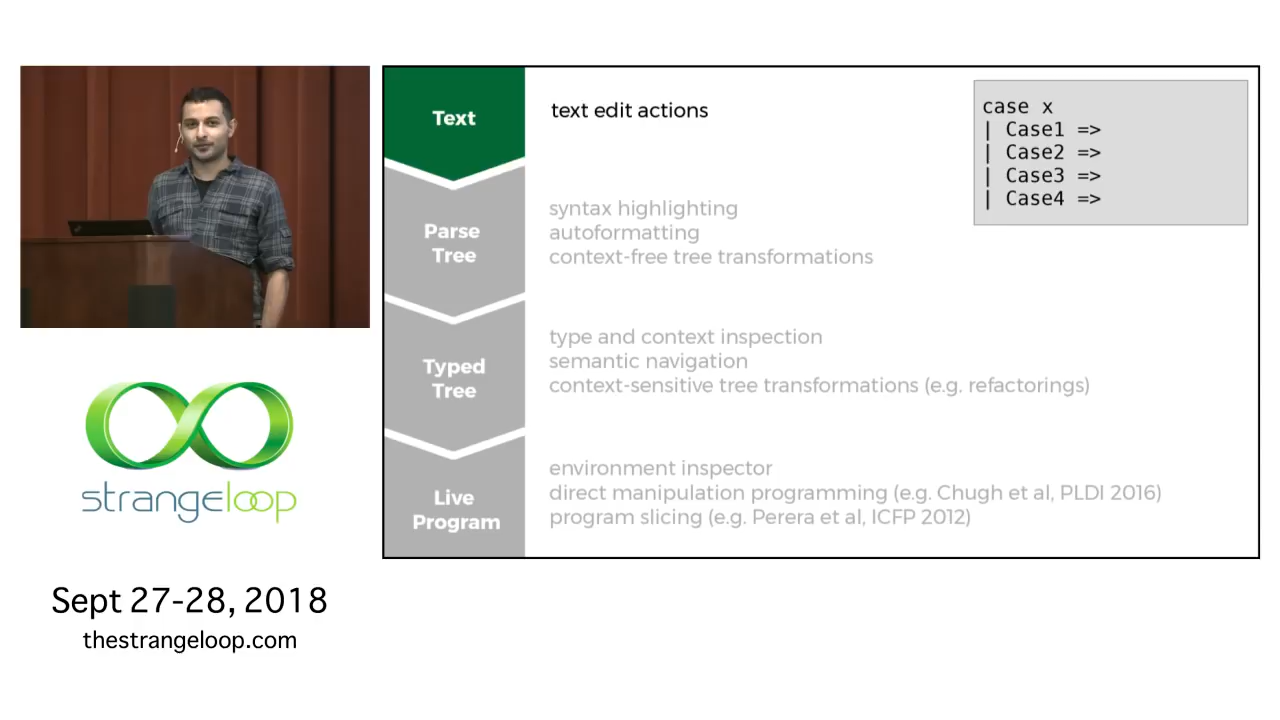 Text
text edit actions
case x
| Case1 =>
| Case2 =>
| Case3 =>
| Case4 =>
Parse
Tree
syntax highlighting
autoformatting
context-free tree transformations
Typed
Tree
type and context inspection
semantic navigation
context-sensitive tree transformations (e.g. refactorings)
Live
Program
environment inspector
direct manipulation programming (e.g. Chugh et al, PLDI 2016)
program slicing (e.g. Perera et al, ICFP 2012)
strangeloop
Sept 27-28, 2018
thestrangeloop.com